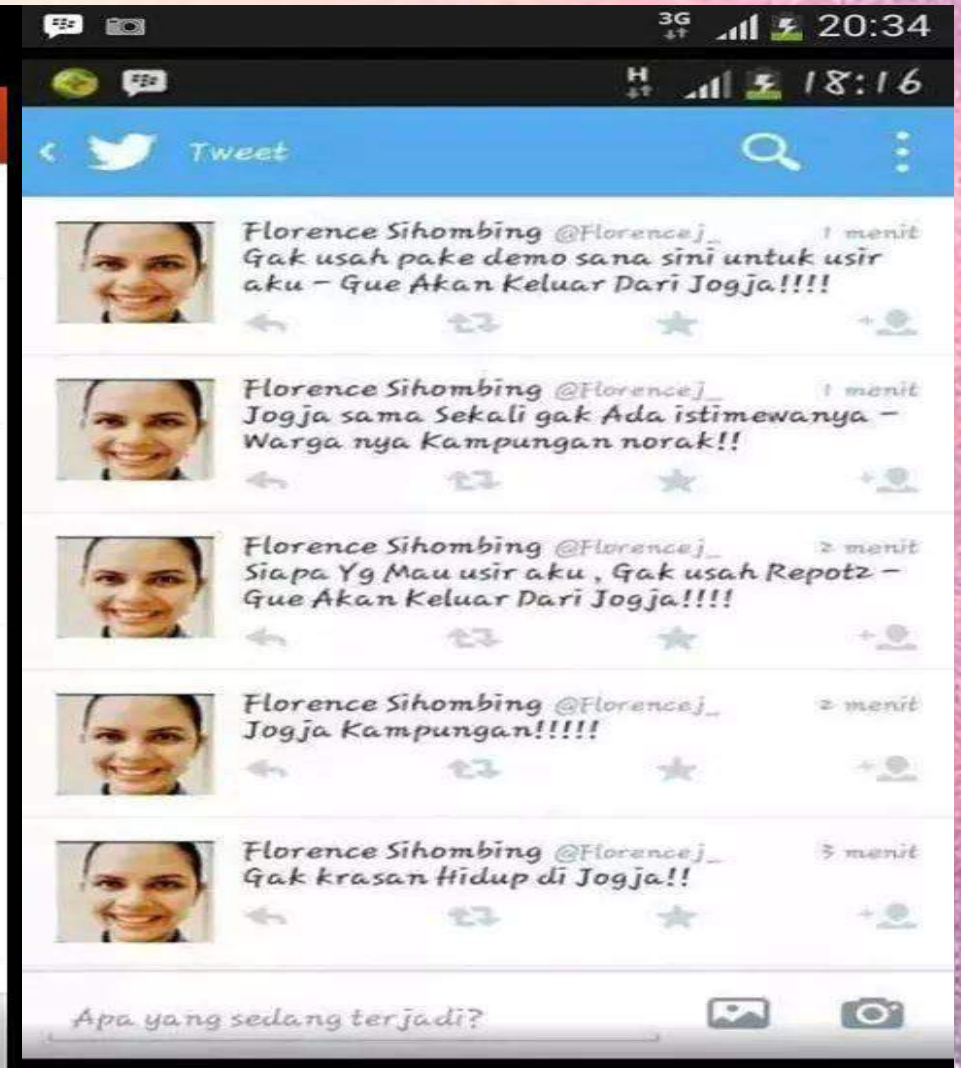 3G 20:34
H 18:16
Tweet
Florence Sihombing @Florencej_ 1 menit
Gak usah pake demo sana sini untuk usir
aku - Gue Akan Keluar Dari Jogja!!!!
Florence Sihombing @Florencej_ 1 menit
Jogja sama Sekali gak Ada istimewanya -
Warga nya Kampungan norak!!
Florence Sihombing @Florencej_ 2 menit
Siapa Yg Mau usir aku , Gak usah Repotz -
Gue Akan Keluar Dari Jogja!!!!
Florence Sihombing @Florencej_ 2 menit
Jogja Kampungan!!!!!
Florence Sihombing @Florencej_ 3 menit
Gak krasan Hidup di Jogja!!
Apa yang sedang terjadi?